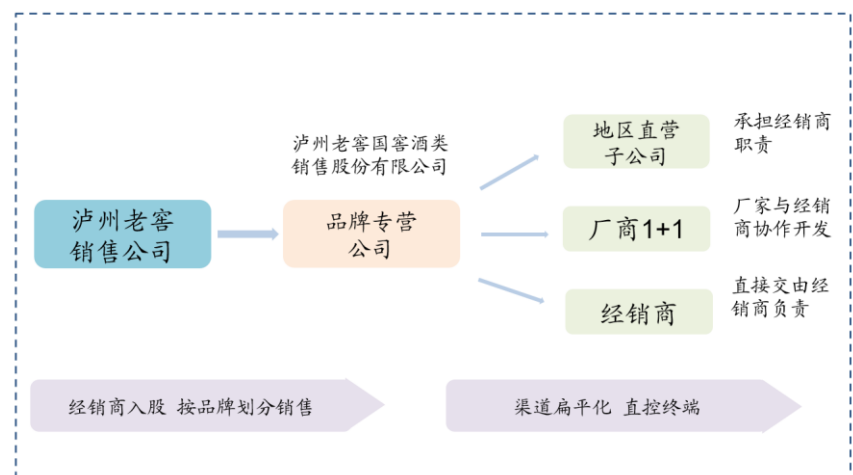 泸州老窖
销售公司
泸州老窖国窖酒类
销售股份有限公司
品牌专营
公司
地区直营
子公司
承担经销商
职责
厂商1+1
厂家与经销
商协作开发
经销商
直接交由经
销商负责
经销商入股 按品牌划分销售
渠道扁平化 直控终端